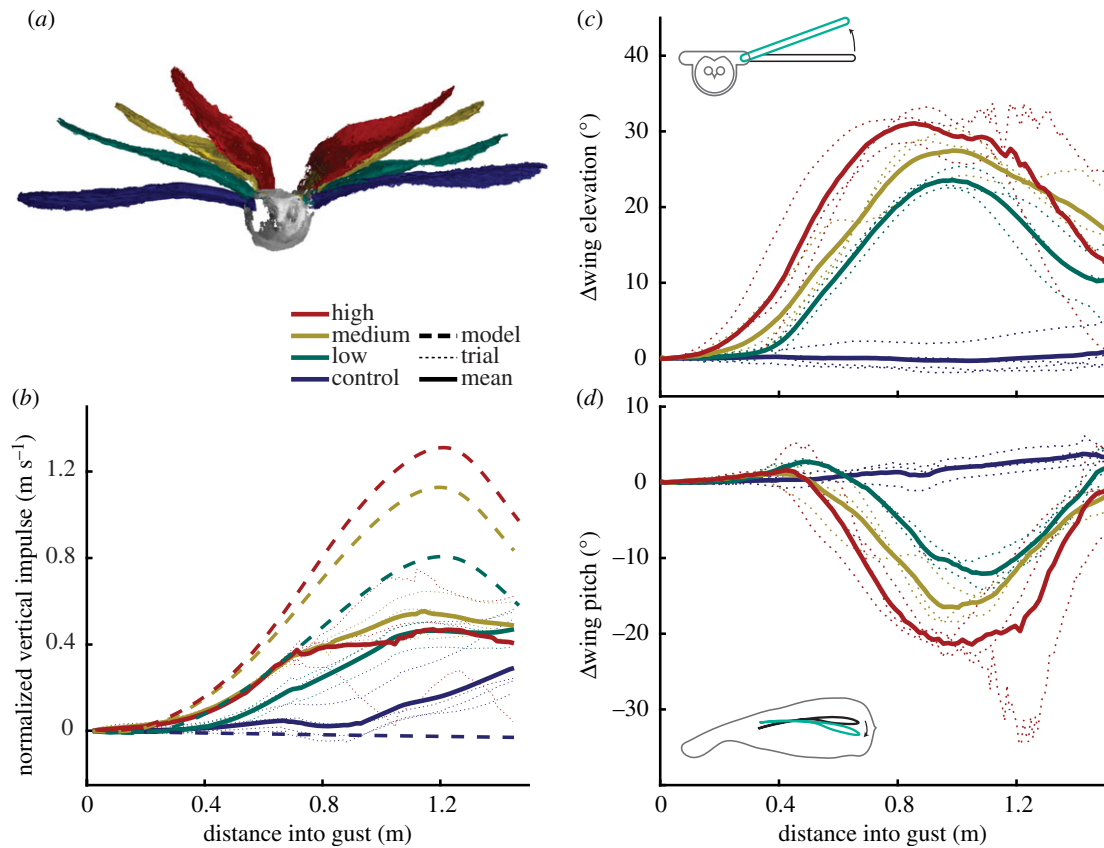 (a)
high
medium
low
control
model
trial
mean
(b)
normalized vertical impulse (m s⁻¹)
1.2
0.8
0.4
0
0
0.4
0.8
1.2
distance into gust (m)
(c)
Δwing elevation (°)
40
30
20
10
0
(d)
Δwing pitch (°)
10
0
−10
−20
−30
0
0.4
0.8
1.2
distance into gust (m)